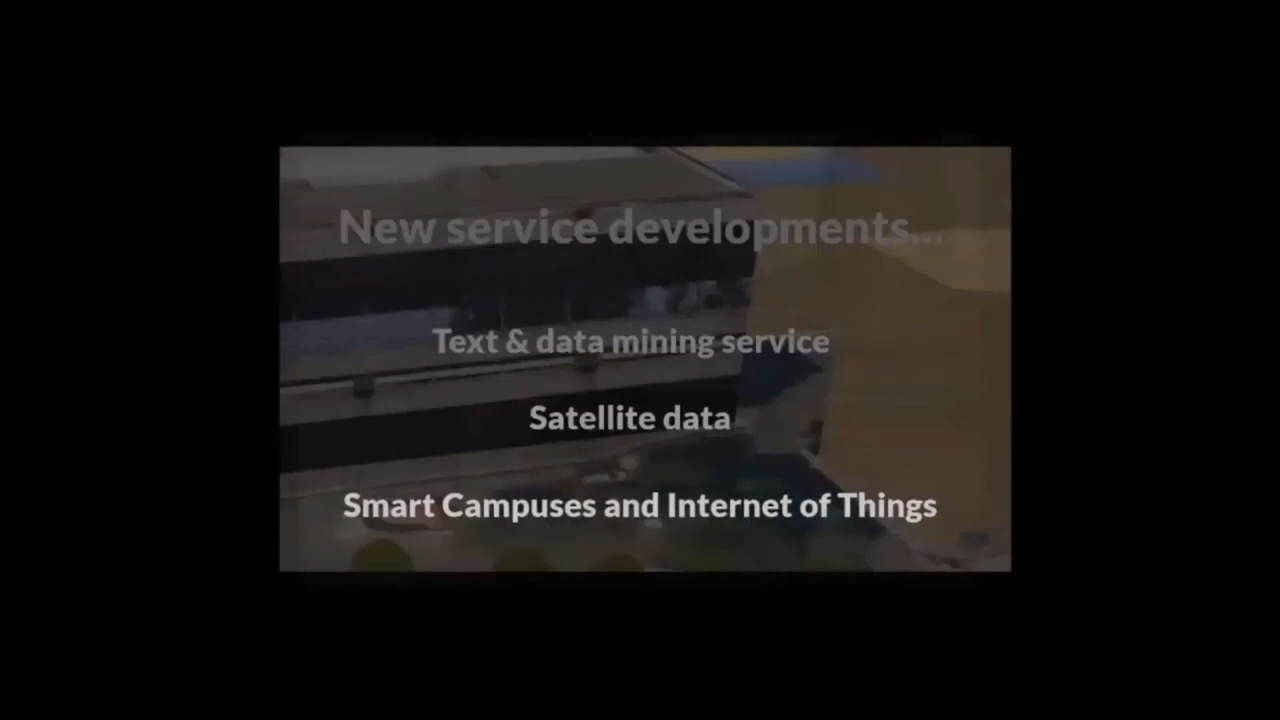 New service developments...
Text & data mining service
Satellite data
Smart Campuses and Internet of Things